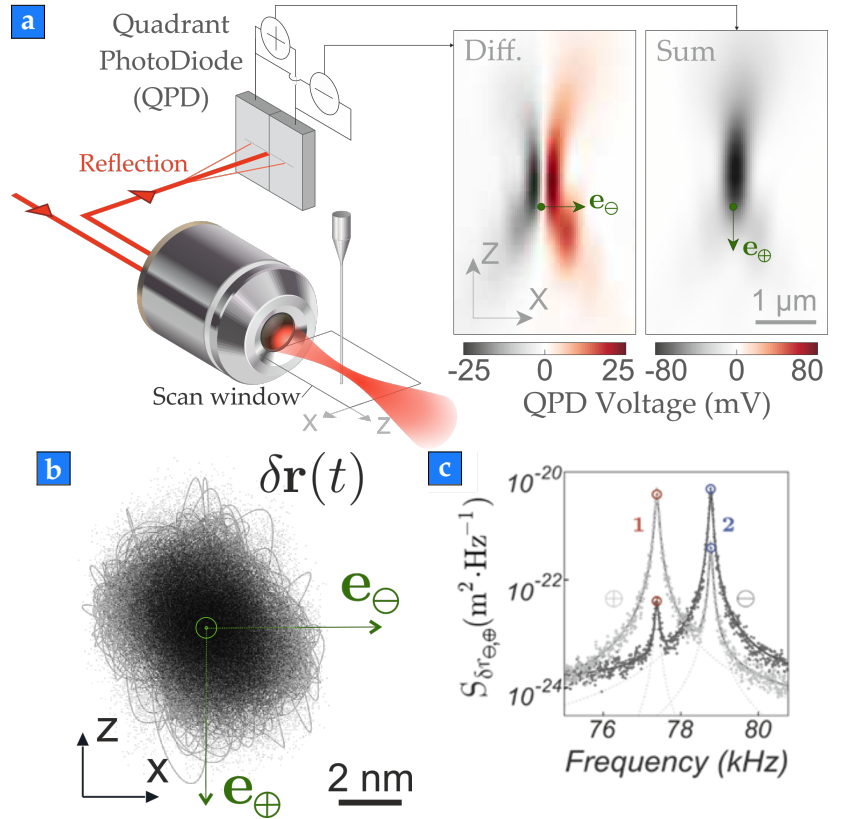 a
Quadrant
PhotoDiode
(QPD)
Reflection
Scan window
x
z
Diff.
e⊖
Z
X
Sum
e⊕
1 µm
-25 0 25
-80 0 80
QPD Voltage (mV)
b
δr(t)
e⊖
Z
X
e⊕
2 nm
c
10⁻²⁰
10⁻²²
10⁻²⁴
S_δr⊖,⊕(m²·Hz⁻¹)
1
2
⊕
⊖
76 78 80
Frequency (kHz)